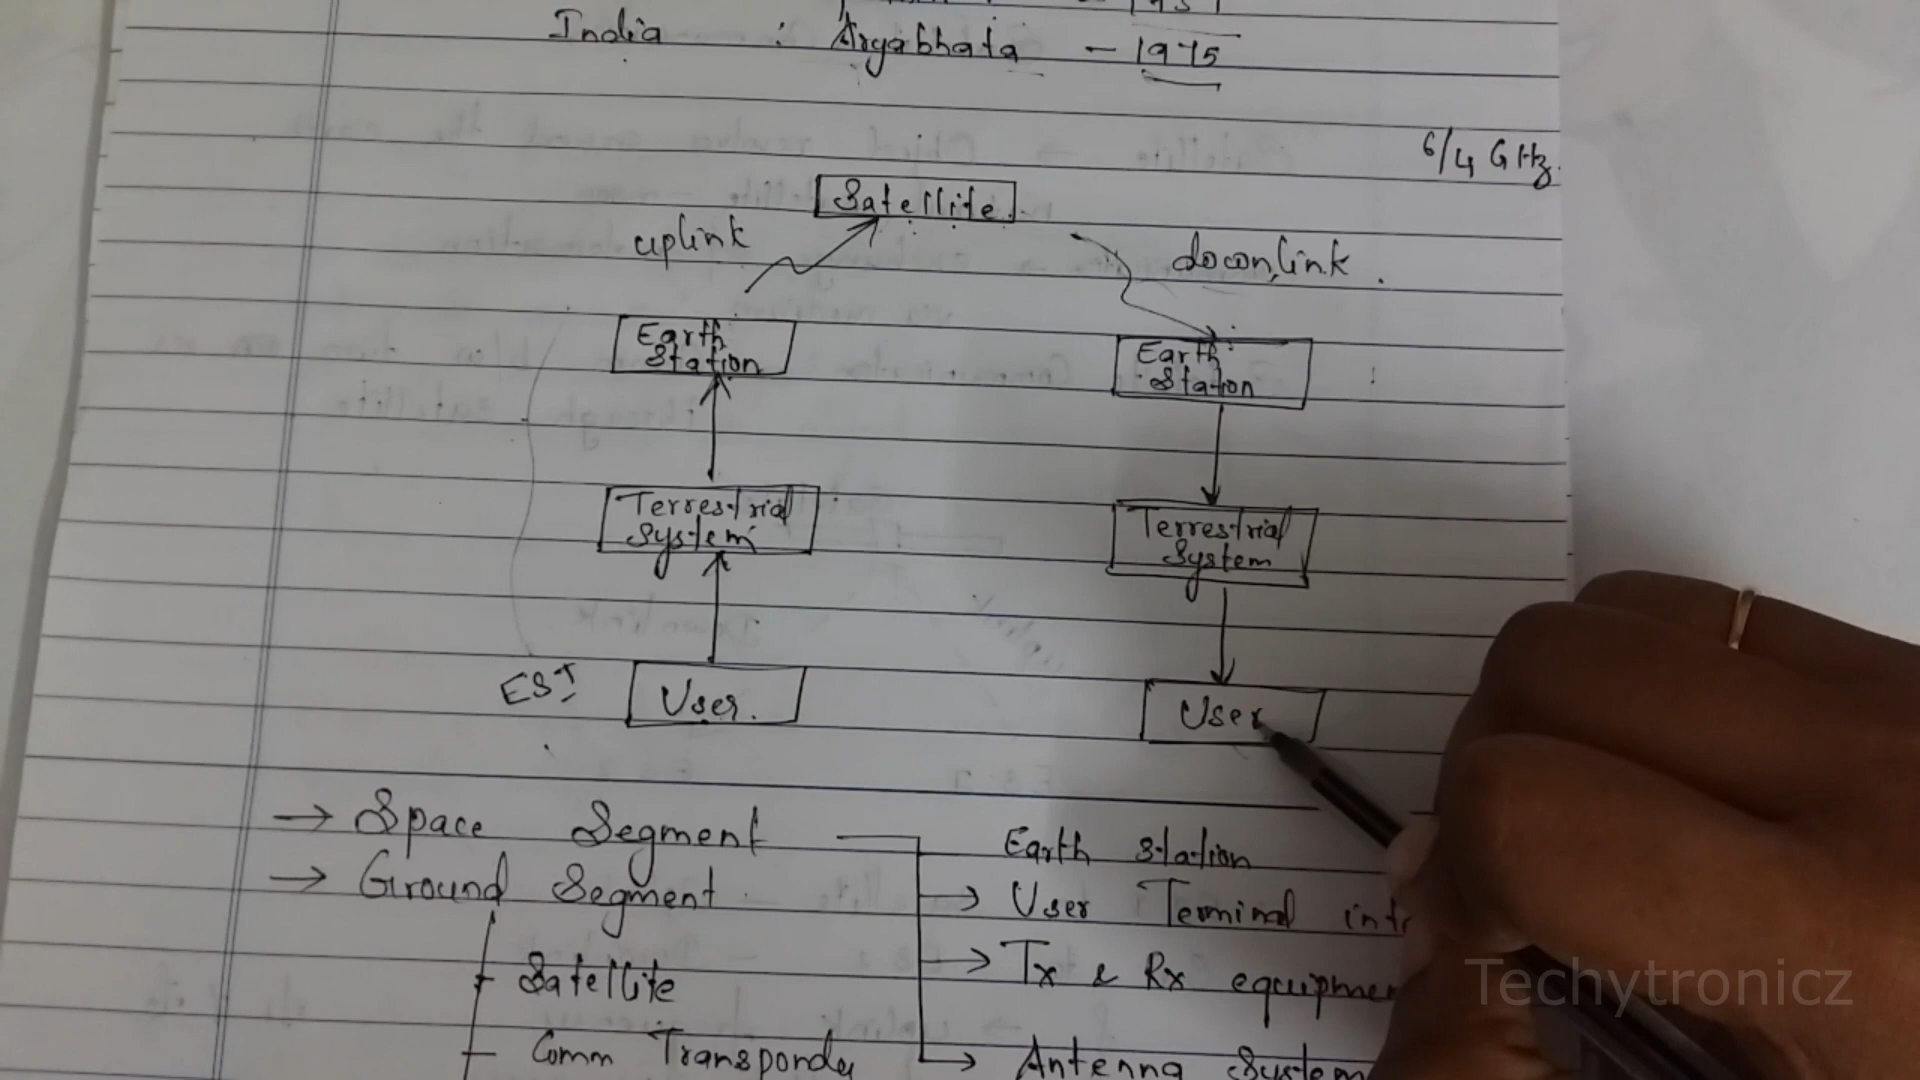 India : Aryabhata - 1975
6/4 GHz.
Satellite
uplink
downlink.
Earth Station
Earth Station
Terrestrial System
Terrestrial System
EST
User.
User
→ Space Segment
Earth Station
→ Ground Segment
→ User Terminal
→ Tx & Rx
Satellite
Comm Transponder
→ Antenna System
Techytronicz